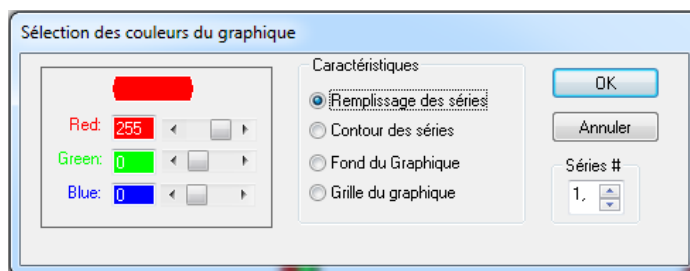 Sélection des couleurs du graphique
Red: 255
Green: 0
Blue: 0
Caractéristiques
Remplissage des séries
Contour des séries
Fond du Graphique
Grille du graphique
OK
Annuler
Séries #
1,